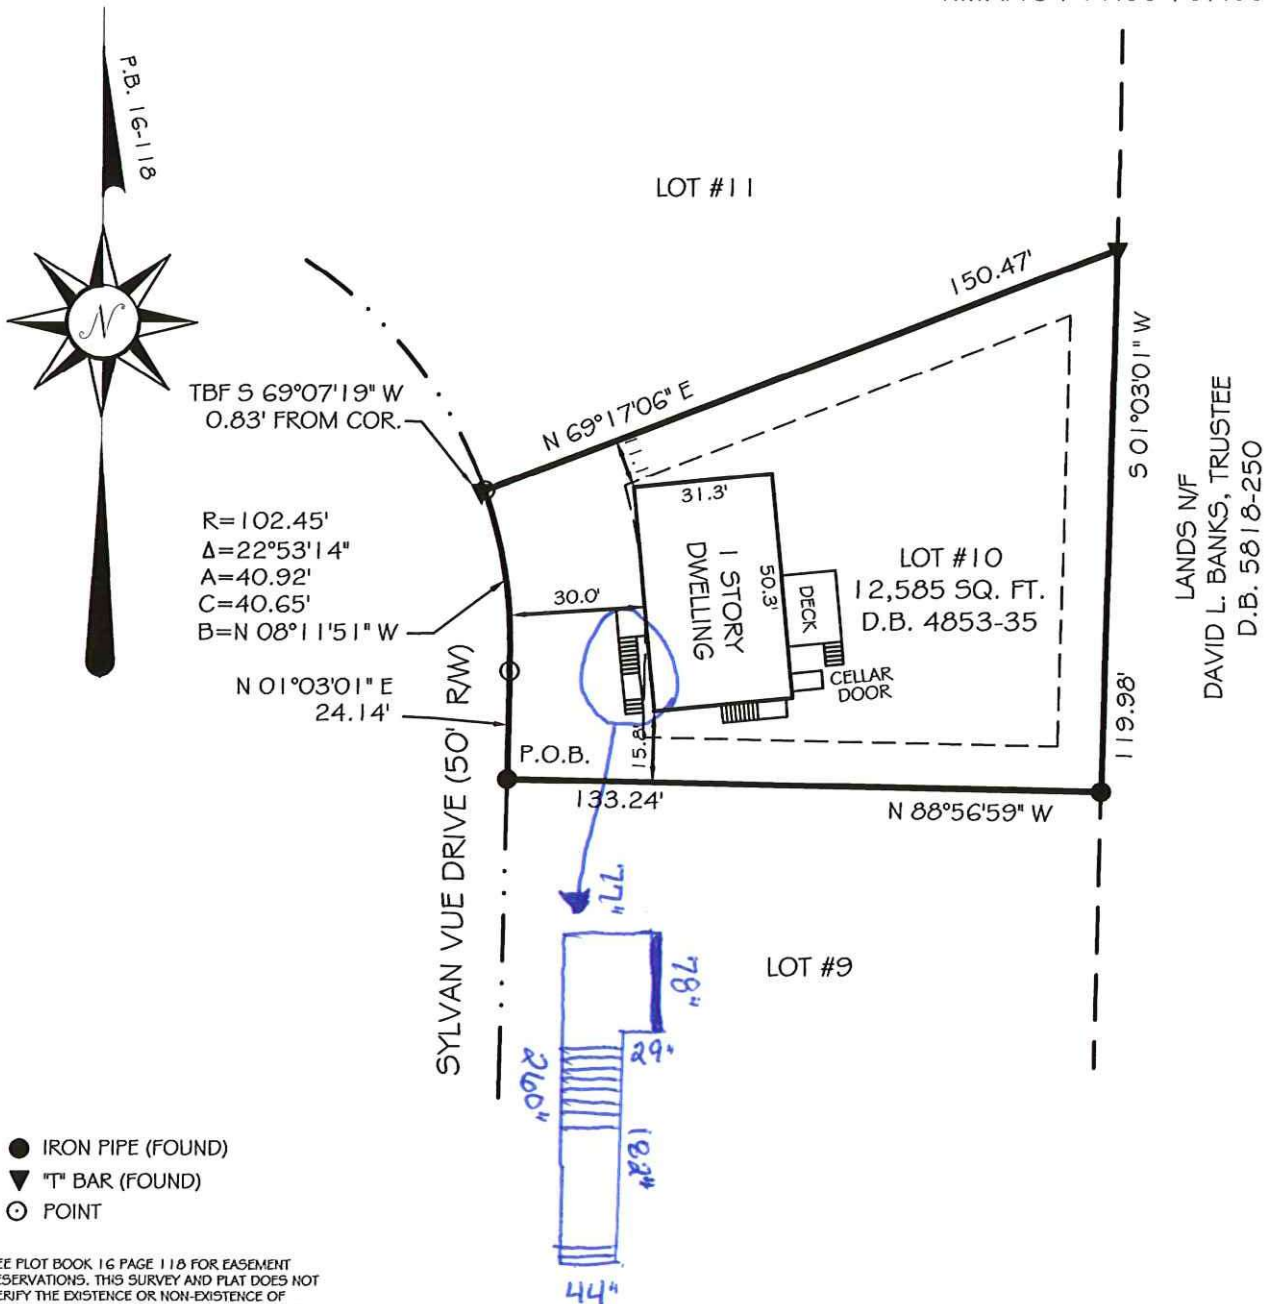 P.B. 16-118
LOT #11
150.47'
N 69°17'06" E
S 01°03'01" W
119.98'
LANDS N/F
DAVID L. BANKS, TRUSTEE
D.B. 5818-250
N
TBF S 69°07'19" W
0.83' FROM COR.
R=102.45'
Δ=22°53'14"
A=40.92'
C=40.65'
B=N 08°11'51" W
N 01°03'01" E
24.14'
31.3'
1 STORY
DWELLING
50.3'
DECK
LOT #10
12,585 SQ. FT.
D.B. 4853-35
30.0'
CELLAR
DOOR
15.8'
P.O.B.
133.24'
N 88°56'59" W
SYLVAN VUE DRIVE (50' R/W)
LOT #9
77"
78"
29"
260"
182"
44"
IRON PIPE (FOUND)
"T" BAR (FOUND)
POINT
EE PLOT BOOK 16 PAGE 118 FOR EASEMENT
ESERVATIONS. THIS SURVEY AND PLAT DOES NOT
ERIFY THE EXISTENCE OR NON-EXISTENCE OF